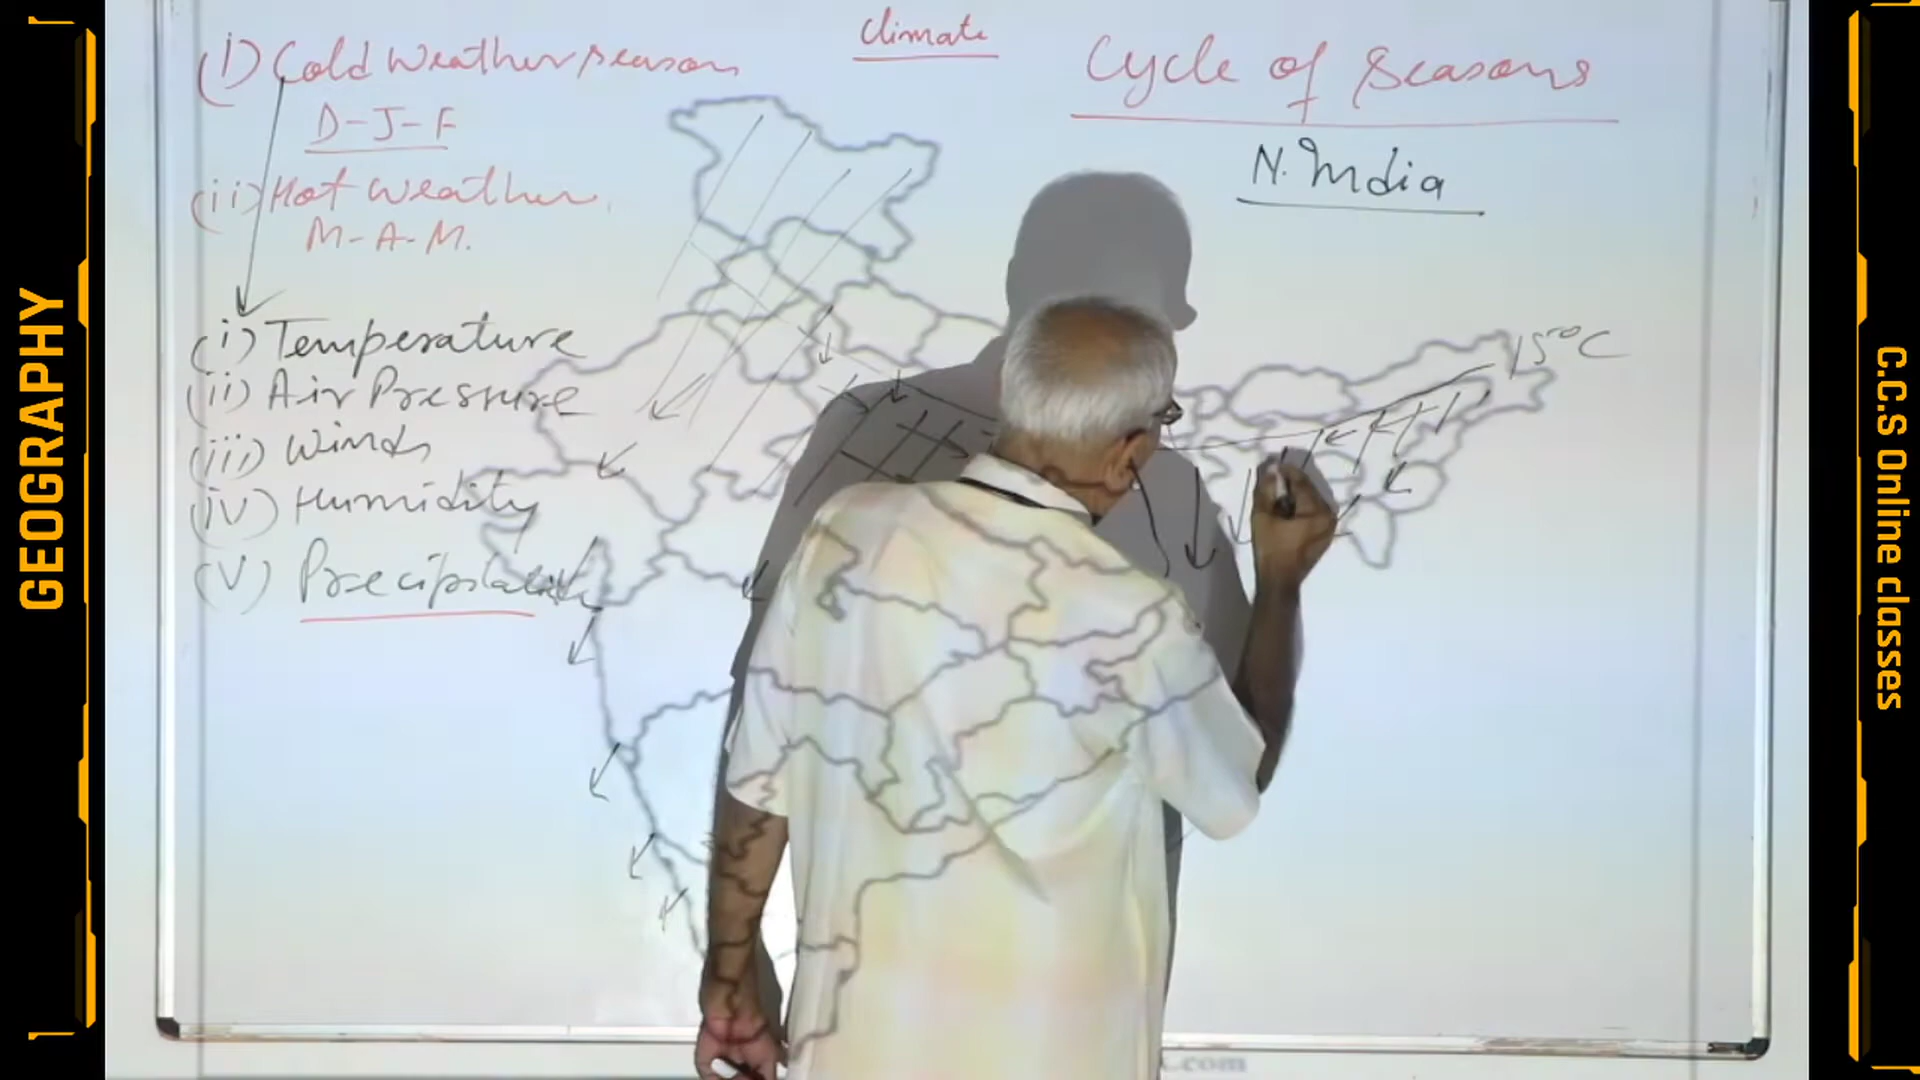 GEOGRAPHY
Climate
Cycle of Seasons
N. India
(i) Cold Weather season
D-J-F
(ii) Hot Weather
M-A-M.
(i) Temperature
(ii) Air Pressure
(iii) Winds
(iv) Humidity
(V) Precipitation
15°C
.com
C.C.S Online classes